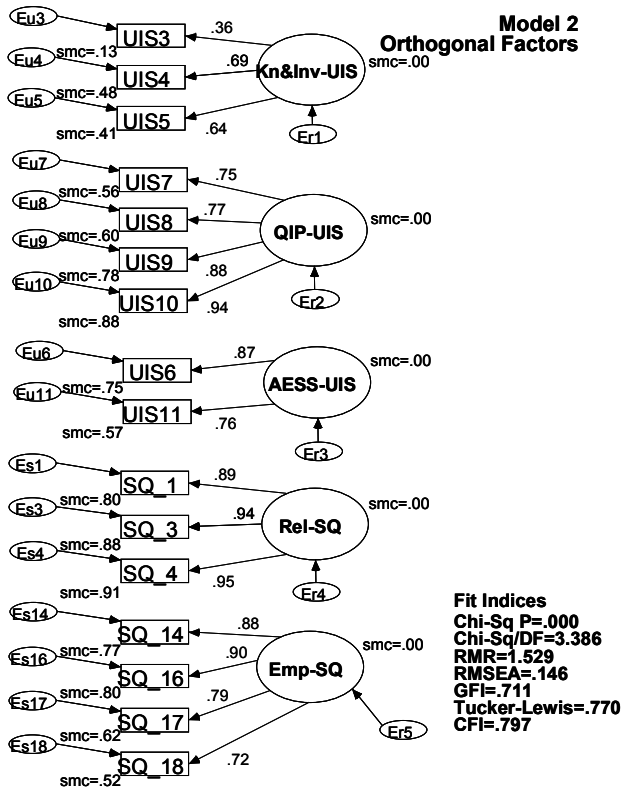 Model 2
Orthogonal Factors
Eu3
UIS3
.36
smc=.13
Eu4
UIS4
.69
Kn&Inv-UIS
smc=.00
smc=.48
Eu5
UIS5
.64
smc=.41
Er1
Eu7
UIS7
.75
smc=.56
Eu8
UIS8
.77
QIP-UIS
smc=.00
smc=.60
Eu9
UIS9
.88
smc=.78
Eu10
UIS10
.94
smc=.88
Er2
Eu6
UIS6
.87
smc=.00
smc=.75
AESS-UIS
Eu11
UIS11
.76
smc=.57
Er3
Es1
SQ_1
.89
smc=.80
smc=.00
Es3
SQ_3
.94
Rel-SQ
smc=.88
Es4
SQ_4
.95
smc=.91
Er4
Es14
SQ_14
.88
smc=.77
smc=.00
Es16
SQ_16
.90
Emp-SQ
smc=.80
Es17
SQ_17
.79
smc=.62
Er5
Es18
SQ_18
.72
smc=.52
Fit Indices
Chi-Sq P=.000
Chi-Sq/DF=3.386
RMR=1.529
RMSEA=.146
GFI=.711
Tucker-Lewis=.770
CFI=.797